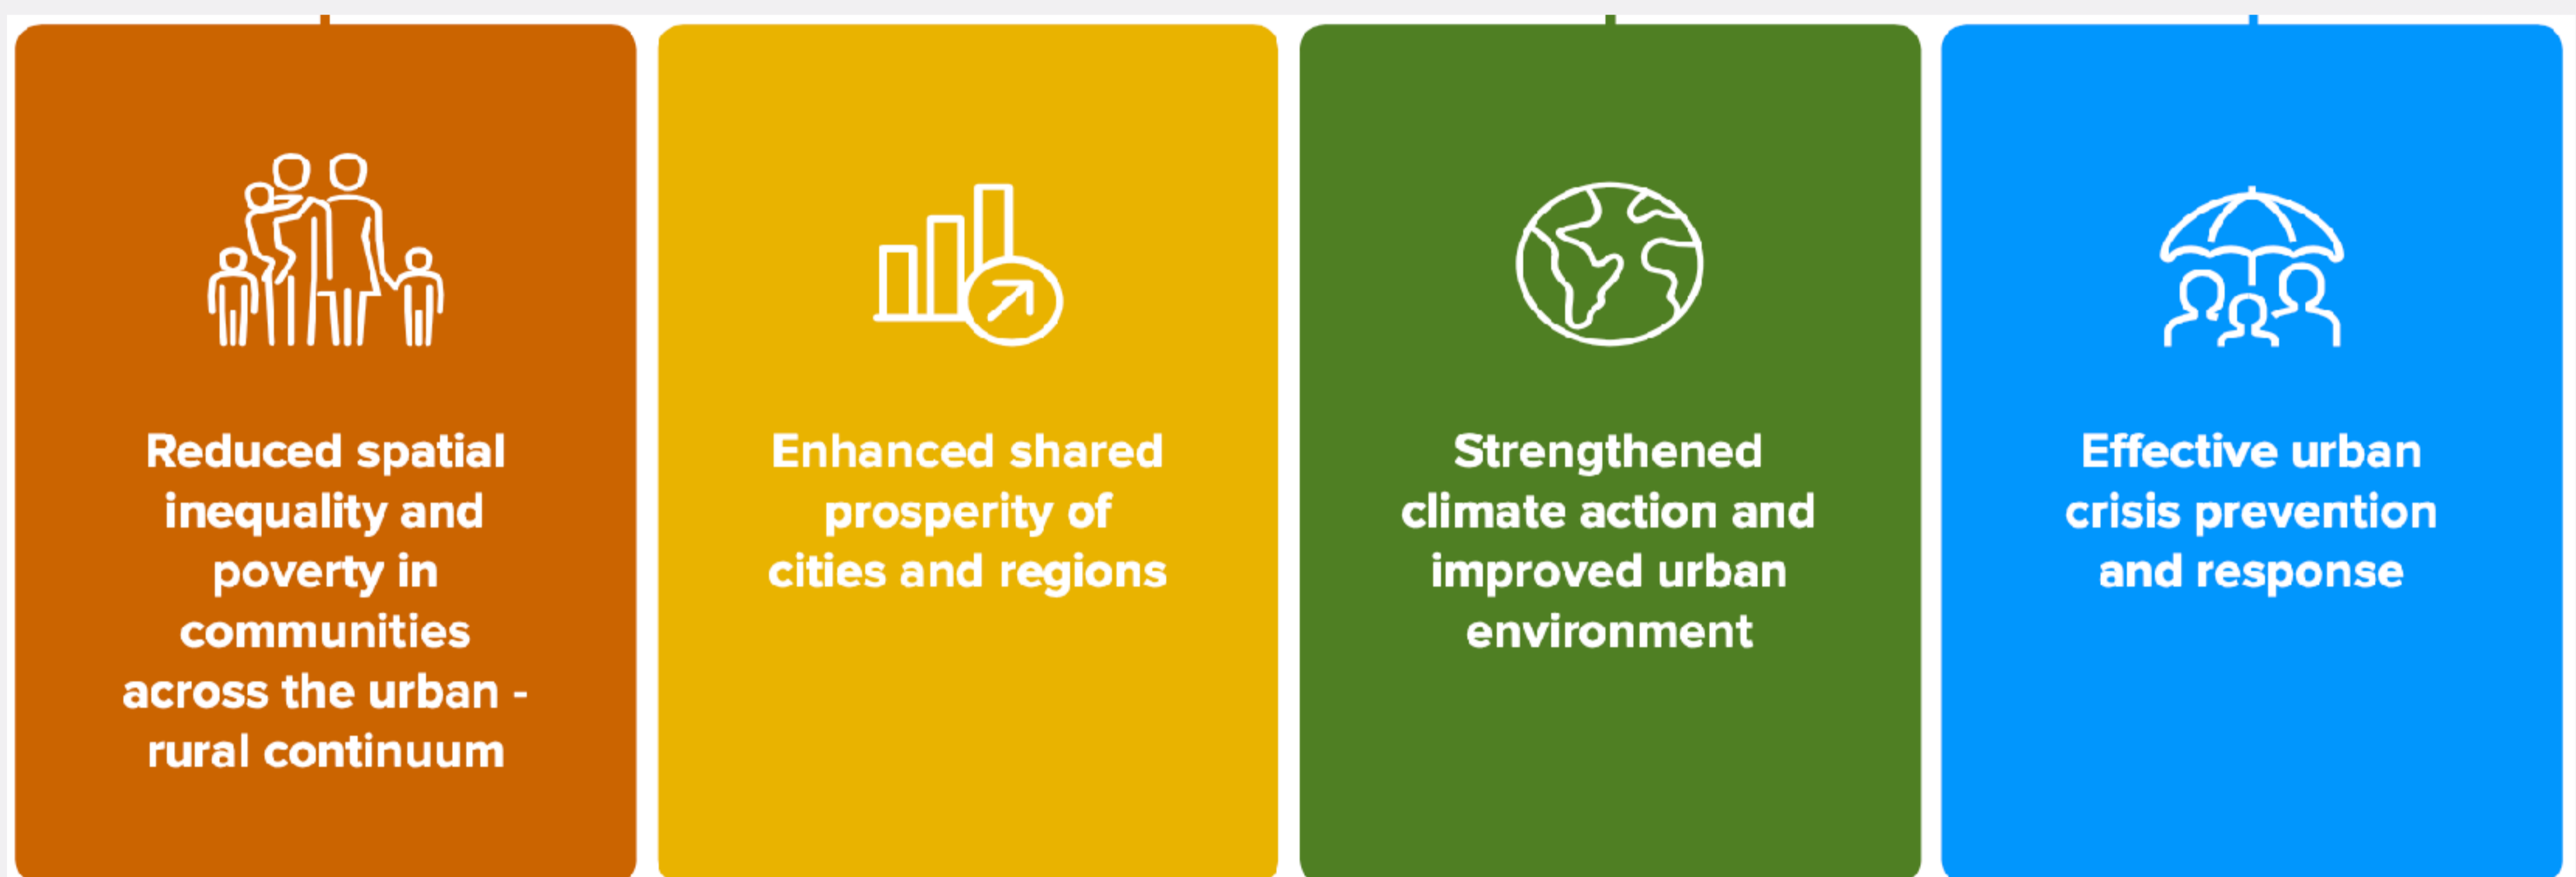 Reduced spatial
inequality and
poverty in
communities
across the urban -
rural continuum
Enhanced shared
prosperity of
cities and regions
Strengthened
climate action and
improved urban
environment
Effective urban
crisis prevention
and response